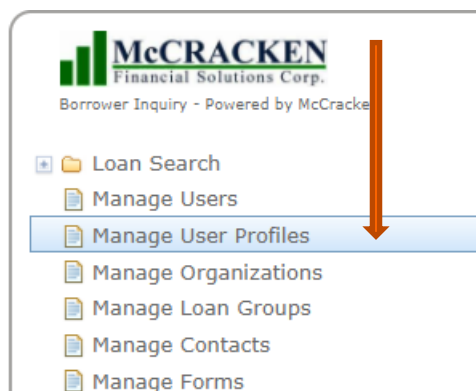 McCRACKEN
Financial Solutions Corp.
Borrower Inquiry - Powered by McCracke
Loan Search
Manage Users
Manage User Profiles
Manage Organizations
Manage Loan Groups
Manage Contacts
Manage Forms